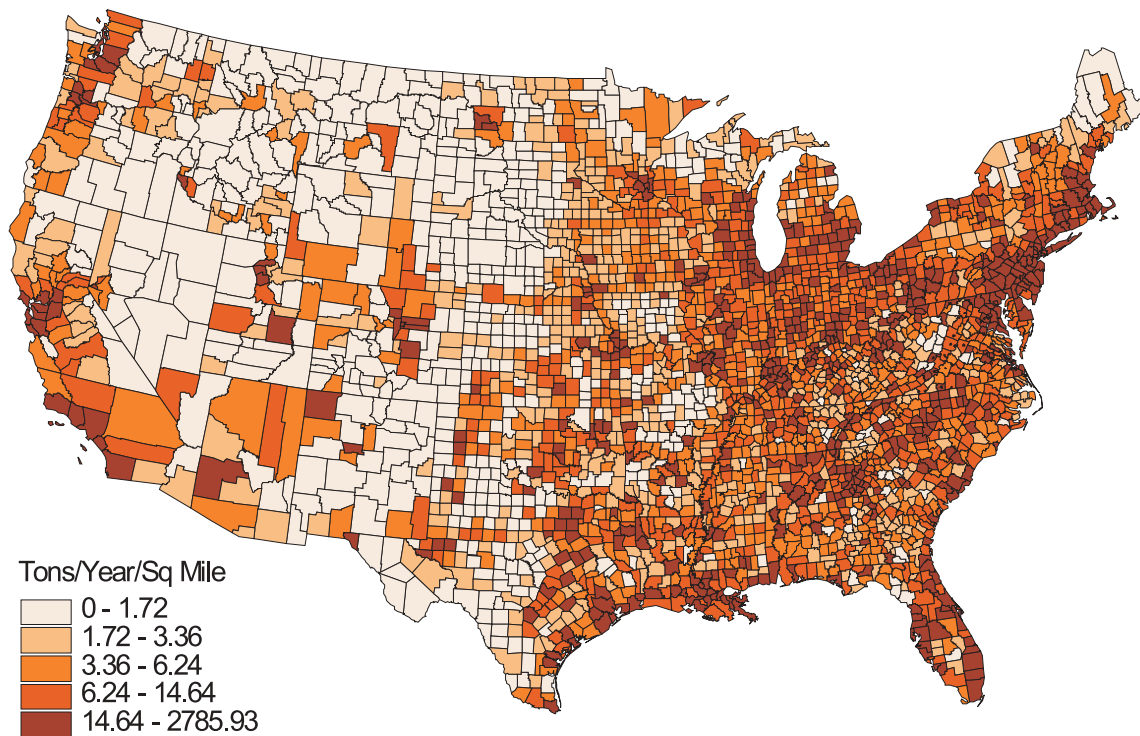 Tons/Year/Sq Mile
0 - 1.72
1.72 - 3.36
3.36 - 6.24
6.24 - 14.64
14.64 - 2785.93